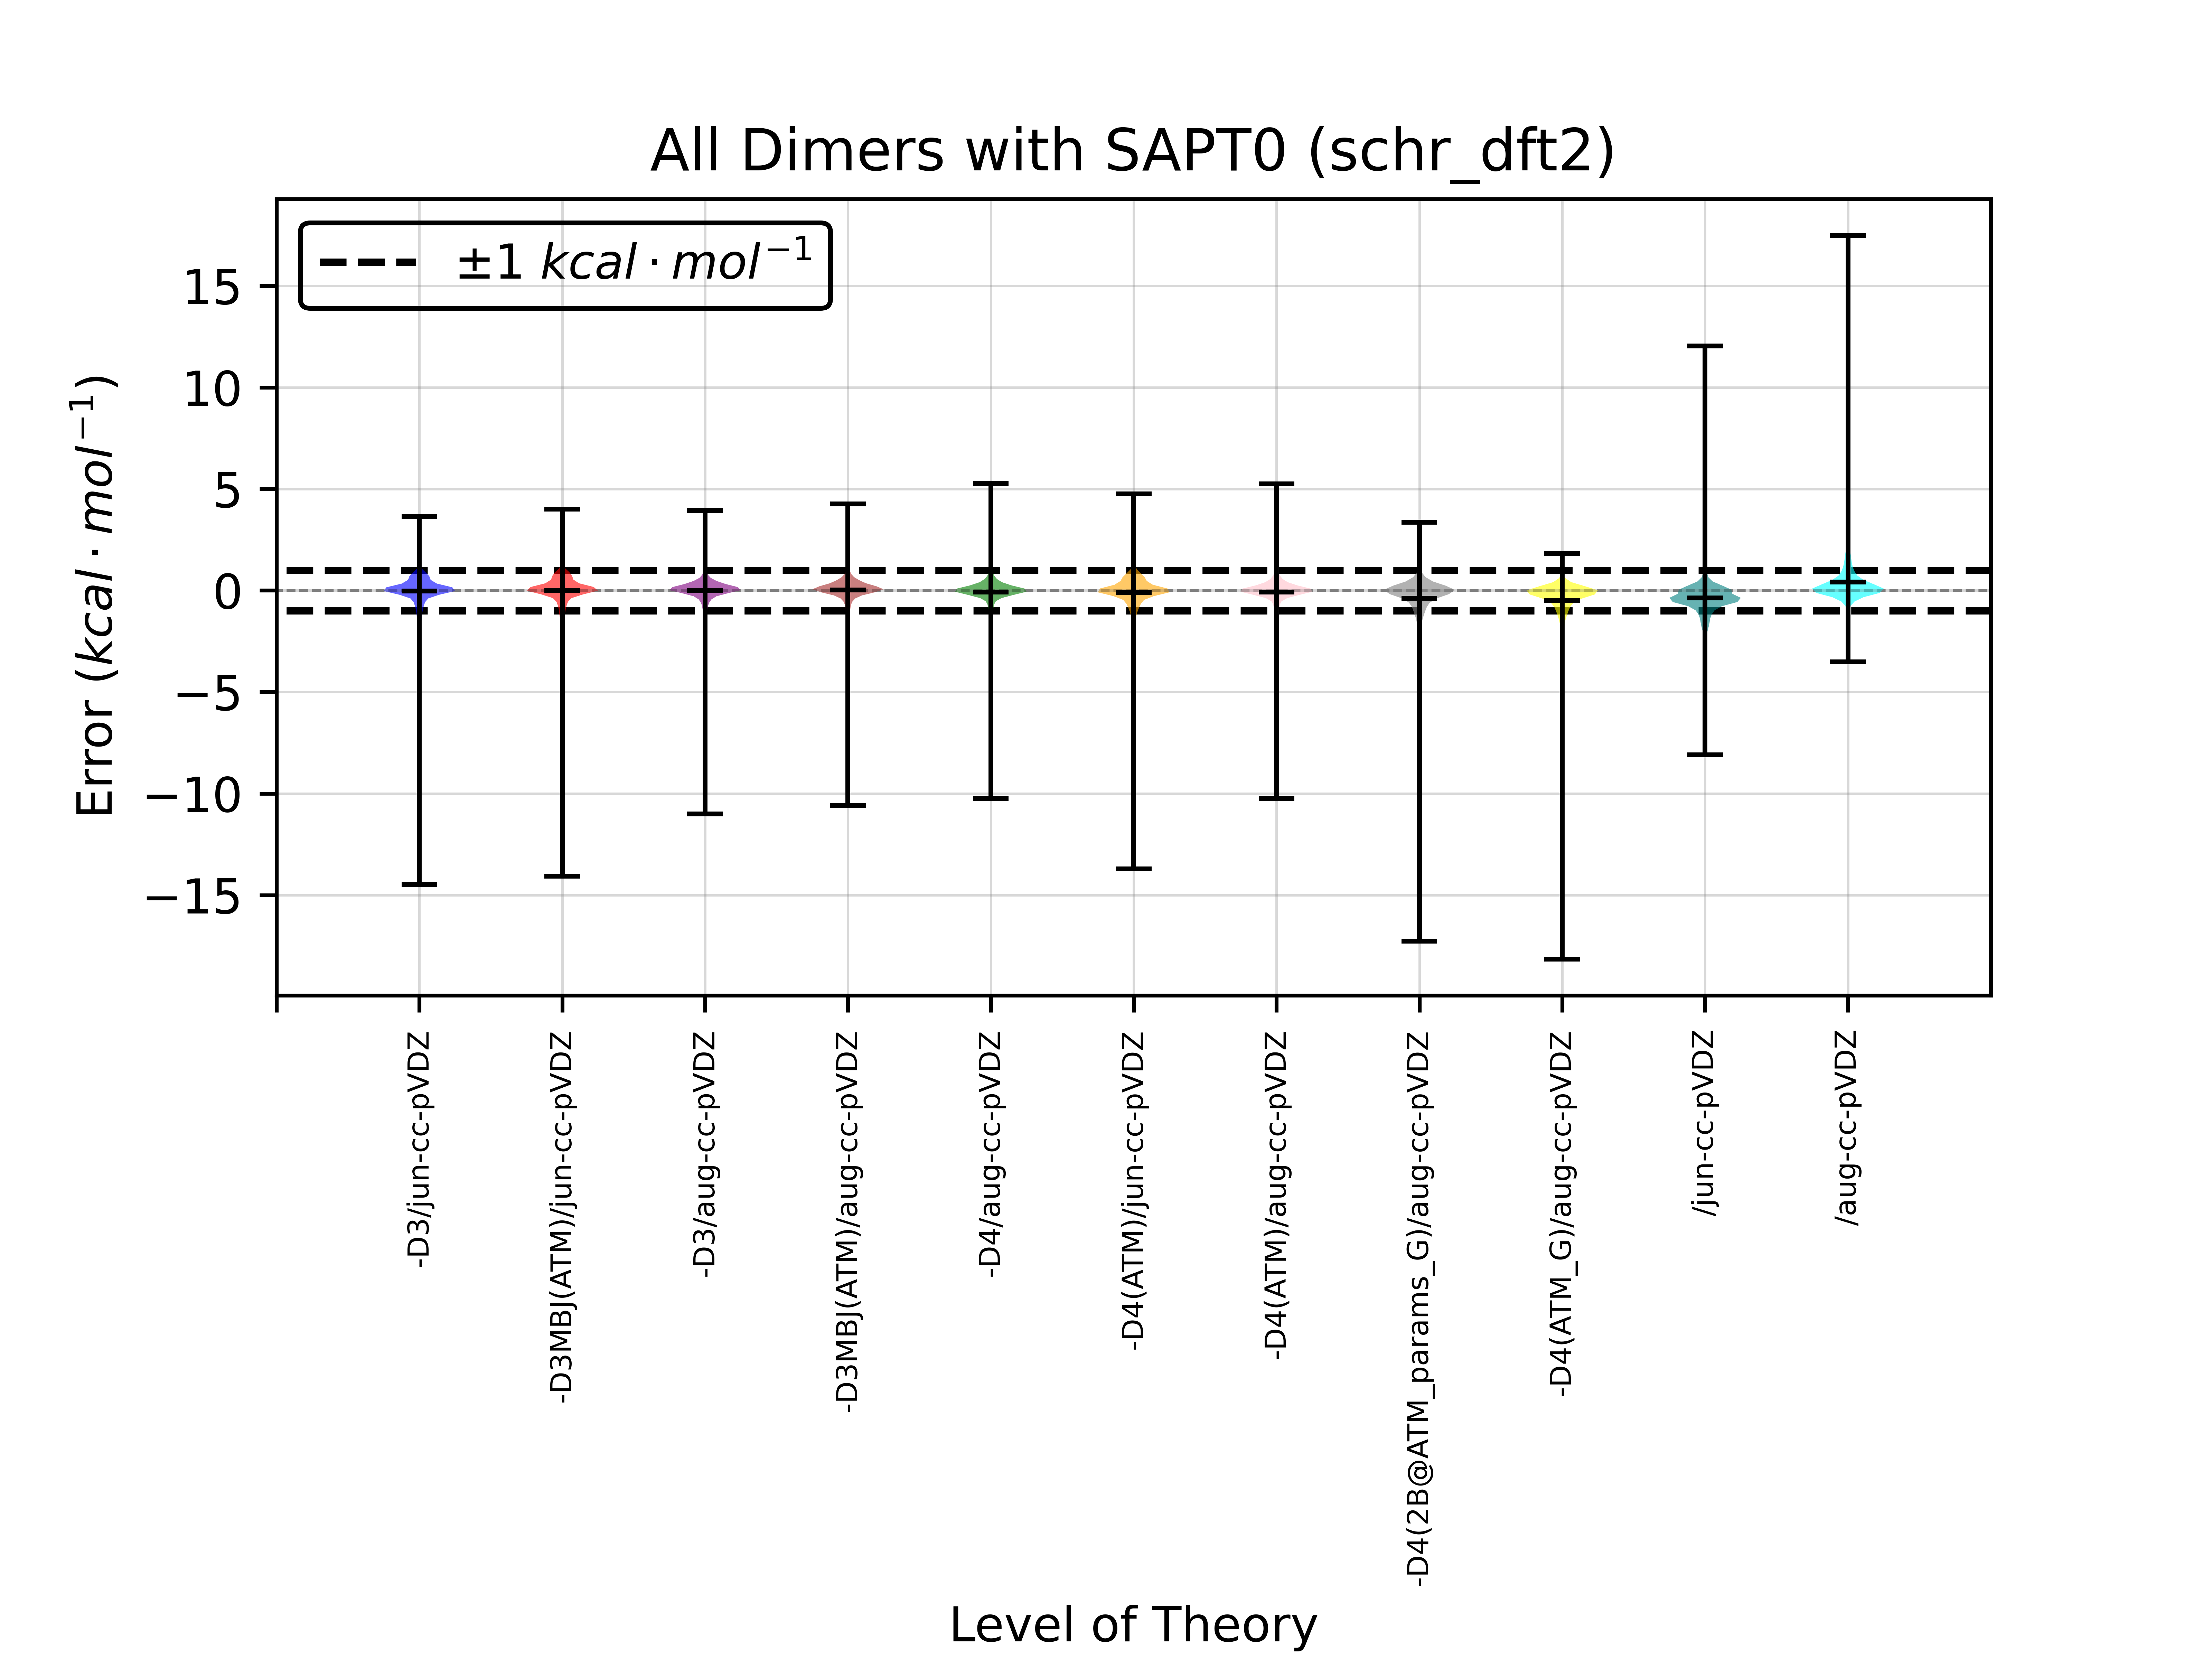 All Dimers with SAPT0 (schr_dft2)
±1 kcal · mol⁻¹
Error (kcal · mol⁻¹)
15
10
5
0
−5
−10
−15
-D3/jun-cc-pVDZ
-D3MBJ(ATM)/jun-cc-pVDZ
-D3/aug-cc-pVDZ
-D3MBJ(ATM)/aug-cc-pVDZ
-D4/aug-cc-pVDZ
-D4(ATM)/jun-cc-pVDZ
-D4(ATM)/aug-cc-pVDZ
-D4(2B@ATM_params_G)/aug-cc-pVDZ
-D4(ATM_G)/aug-cc-pVDZ
/jun-cc-pVDZ
/aug-cc-pVDZ
Level of Theory